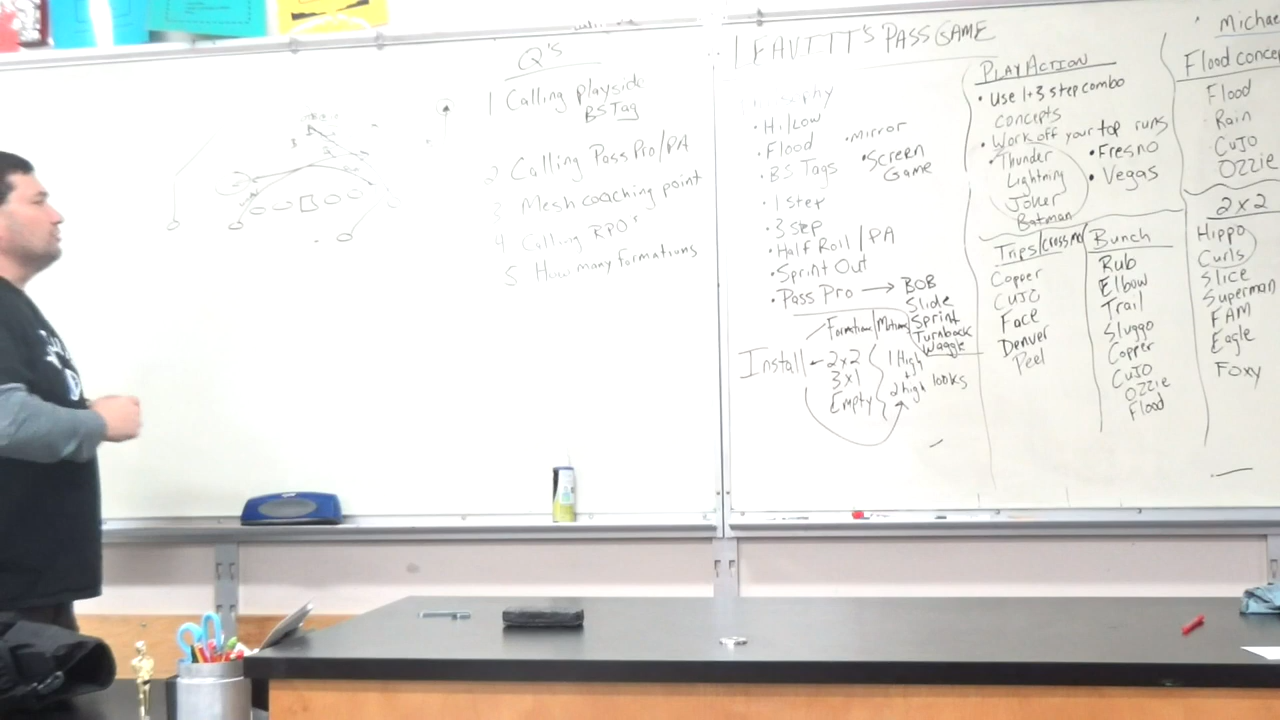 Q's
1 Calling playside
BS Tag
2 Calling Pass Pro/PA
3 Mesh coaching point
4 Calling RPO's
5 How many formations
LEAVITT'S PASS GAME
• Hi/Low
• Flood
• mirror
• BS Tags
• Screen
Game
• 1 step
• 3 step
• Half Roll / PA
• Sprint Out
• Pass Pro → BOB
Slide
Sprint
Turnback
Waggle
Formations/Motions
Install
2x2
3x1
Empty
1 High
+
2 high looks
PLAY ACTION
• Use 1+3 step combo
concepts
• Work off your top runs
• Thunder
Lightning
Joker
Batman
• Fresno
• Vegas
Trips/
Copper
CUJO
Face
Denver
Peel
Bunch
Rub
Elbow
Trail
Sluggo
Copper
CUJO
Ozzie
Flood
Flood
Flood
Rain
CUJO
Ozzie
2x2
Hippo
Curls
Slice
Superman
FAM
Eagle
Foxy